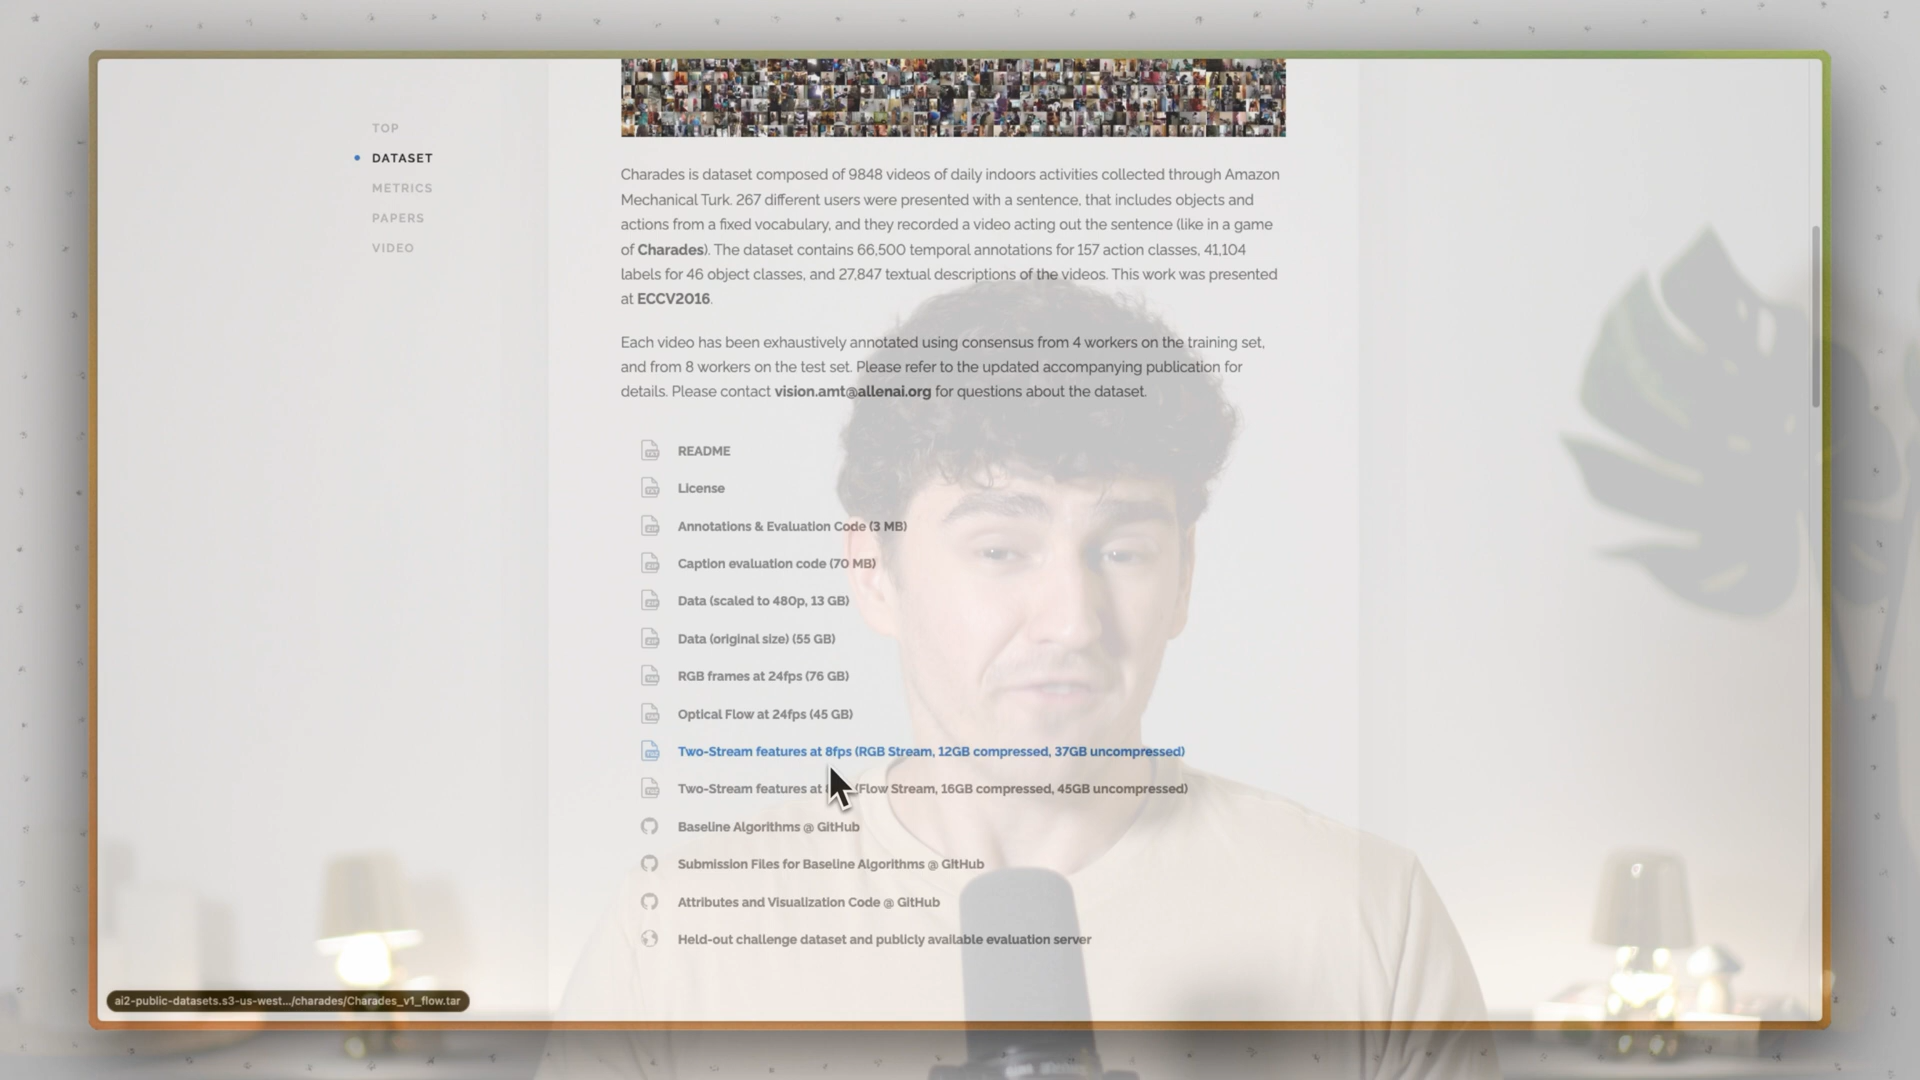 TOP
DATASET
METRICS
PAPERS
VIDEO
Charades is dataset composed of 9848 videos of daily indoors activities collected through Amazon
Mechanical Turk. 267 different users were presented with a sentence, that includes objects and
actions from a fixed vocabulary, and they recorded a video acting out the sentence (like in a game
of Charades). The dataset contains 66,500 temporal annotations for 157 action classes, 41,104
labels for 46 object classes, and 27,847 textual descriptions of the videos. This work was presented
at ECCV2016.
Each video has been exhaustively annotated using consensus from 4 workers on the training set,
and from 8 workers on the test set. Please refer to the updated accompanying publication for
details. Please contact vision.amt@allenai.org for questions about the dataset.
README
License
Annotations & Evaluation Code (3 MB)
Caption evaluation code (70 MB)
Data (scaled to 480p, 13 GB)
Data (original size) (55 GB)
RGB frames at 24fps (76 GB)
Optical Flow at 24fps (45 GB)
Two-Stream features at 8fps (RGB Stream, 12GB compressed, 37GB uncompressed)
Two-Stream features at (Flow Stream, 16GB compressed, 45GB uncompressed)
Baseline Algorithms @ GitHub
Submission Files for Baseline Algorithms @ GitHub
Attributes and Visualization Code @ GitHub
Held-out challenge dataset and publicly available evaluation server
ai2-public-datasets.s3-us-west.../charades/Charades_v1_flow.tar